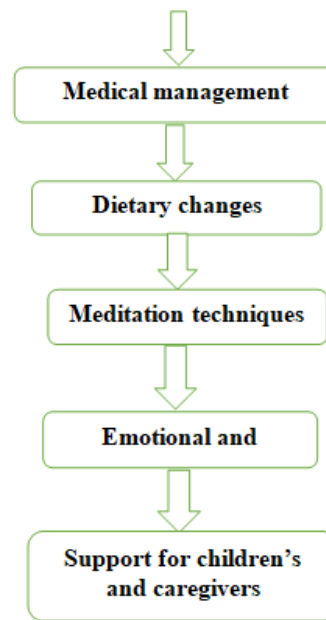 Medical management
Dietary changes
Meditation techniques
Emotional and
Support for children's
and caregivers